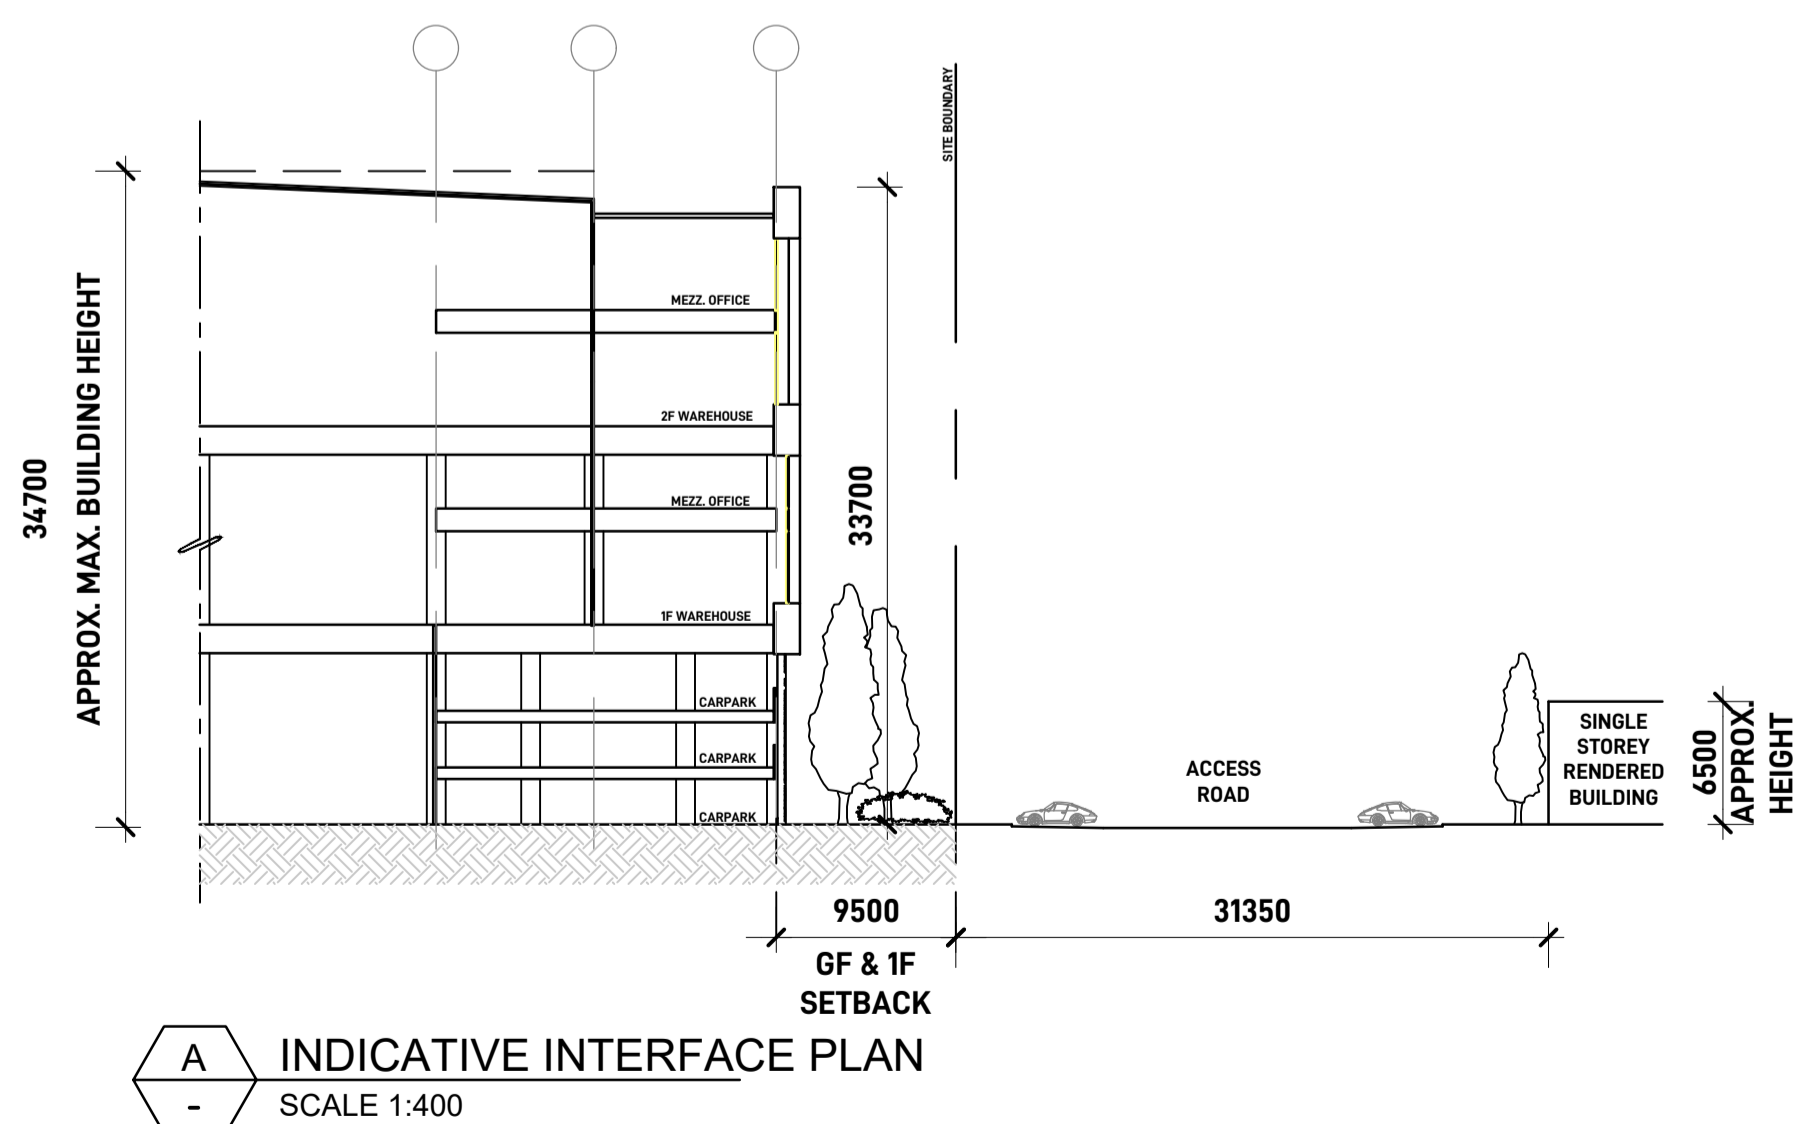 SITE BOUNDARY
34700
APPROX. MAX. BUILDING HEIGHT
MEZZ. OFFICE
2F WAREHOUSE
MEZZ. OFFICE
1F WAREHOUSE
CARPARK
CARPARK
CARPARK
33700
ACCESS
ROAD
SINGLE
STOREY
RENDERED
BUILDING
6500
APPROX.
HEIGHT
9500
GF & 1F
SETBACK
31350
A
-
INDICATIVE INTERFACE PLAN
SCALE 1:400